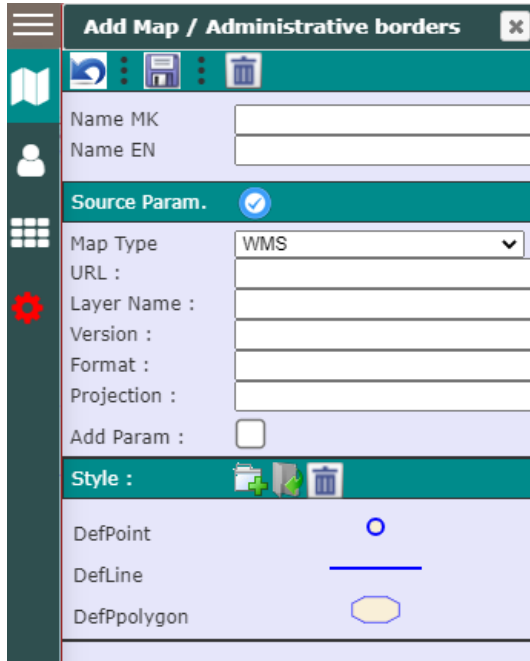 Add Map / Administrative borders
Name MK
Name EN
Source Param.
Map Type WMS
URL :
Layer Name :
Version :
Format :
Projection :
Add Param :
Style :
DefPoint
DefLine
DefPpolygon